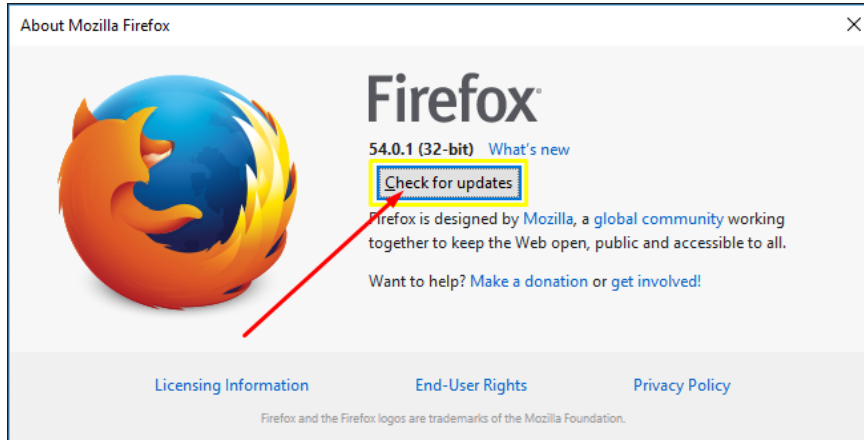 About Mozilla Firefox
Firefox
54.0.1 (32-bit) What's new
Check for updates
Firefox is designed by Mozilla, a global community working
together to keep the Web open, public and accessible to all.
Want to help? Make a donation or get involved!
Licensing Information End-User Rights Privacy Policy
Firefox and the Firefox logos are trademarks of the Mozilla Foundation.